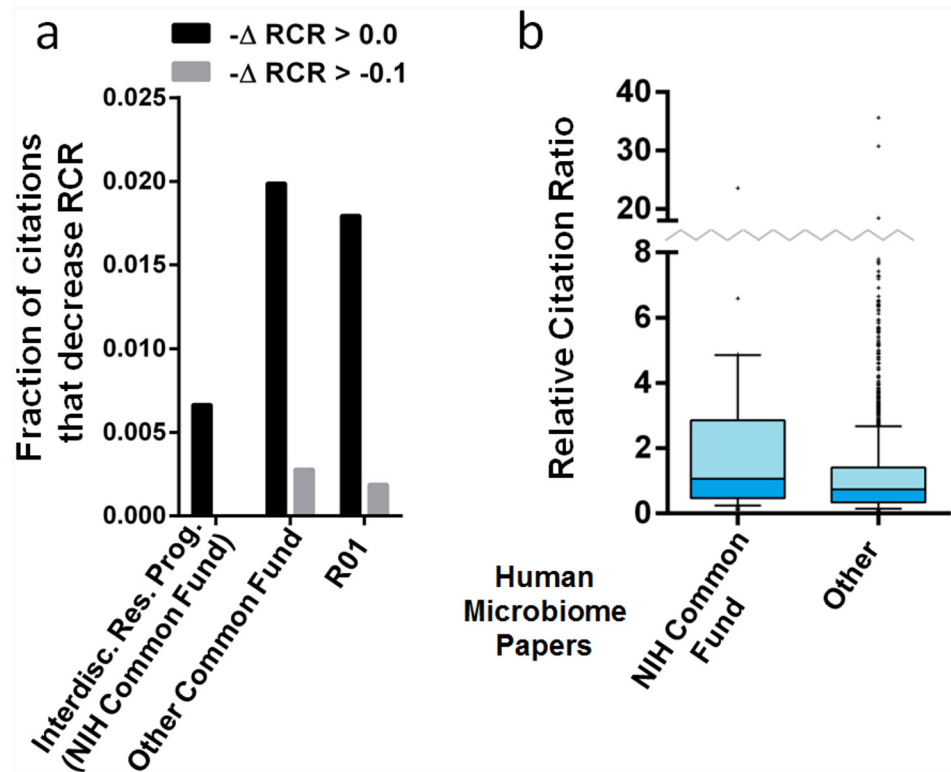 a
-Δ RCR > 0.0
-Δ RCR > -0.1
Fraction of citations
that decrease RCR
0.025
0.020
0.015
0.010
0.005
0.000
Interdisc. Res. Prog.
(NIH Common Fund)
Other Common Fund
R01
b
Relative Citation Ratio
40
30
20
8
6
4
2
0
Human
Microbiome
Papers
NIH Common
Fund
Other